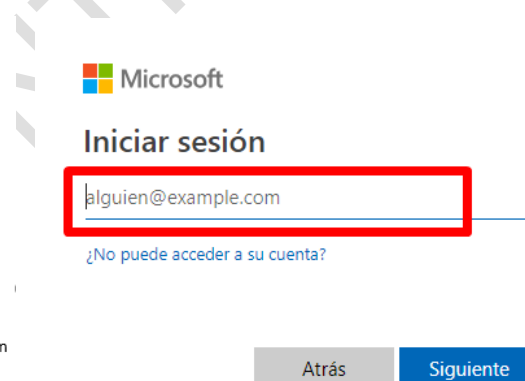 Microsoft
Iniciar sesión
alguien@example.com
¿No puede acceder a su cuenta?
n
Atrás Siguiente